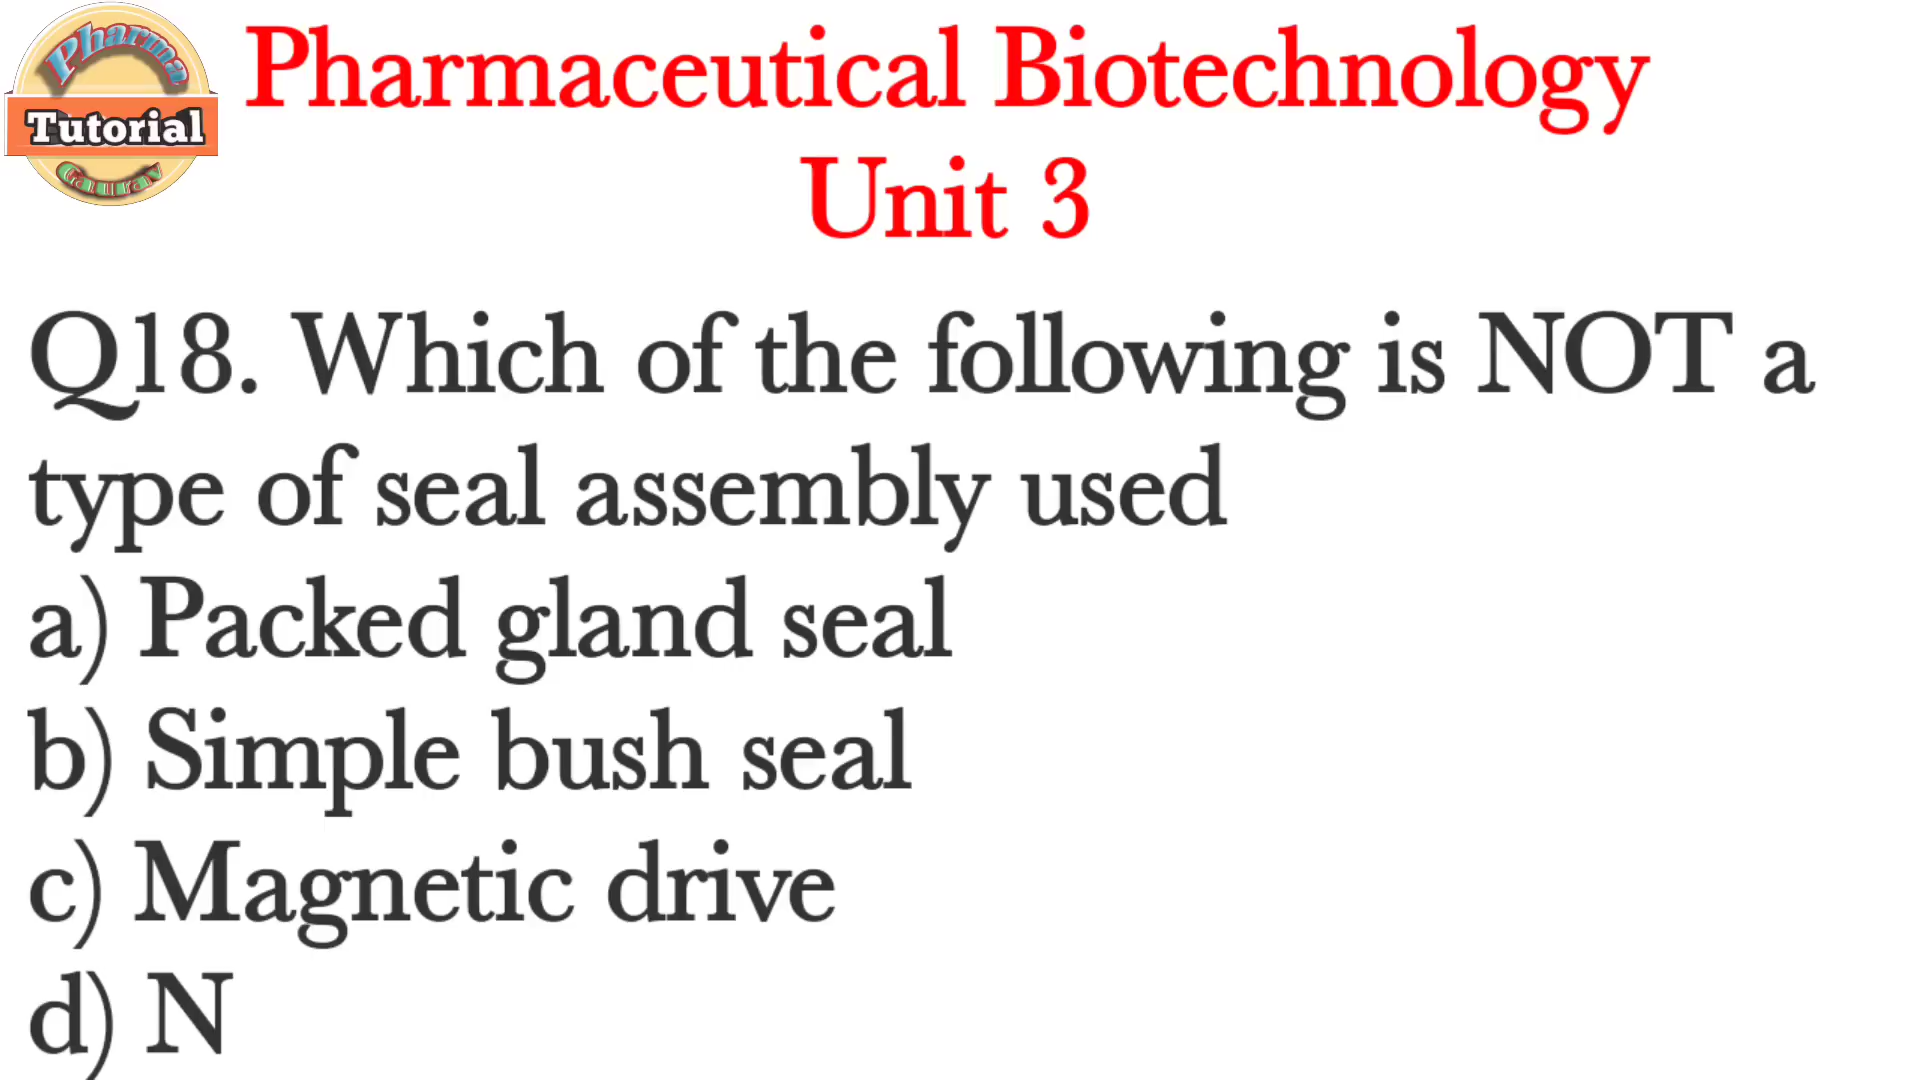 Pharma
Tutorial
Gaurav
Pharmaceutical Biotechnology
Unit 3
Q18. Which of the following is NOT a
type of seal assembly used
a) Packed gland seal
b) Simple bush seal
c) Magnetic drive
d) N